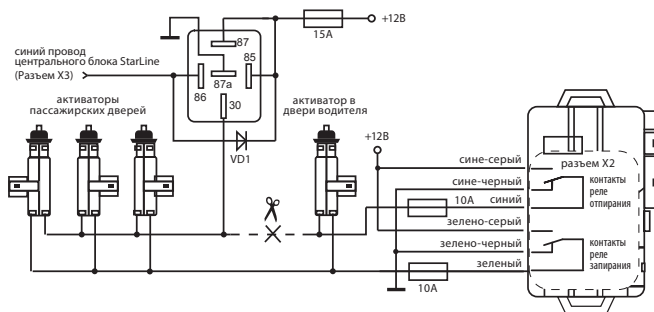 87
85
87а
86
30
15А
+12В
синий провод
центрального блока StarLine
(Разъем Х3)
активаторы
пассажирских дверей
VD1
активатор в
двери водителя
+12В
сине-серый
сине-черный
синий
10А
зелено-серый
зелено-черный
зеленый
10А
разъем Х2
контакты
реле
отпирания
контакты
реле
запирания